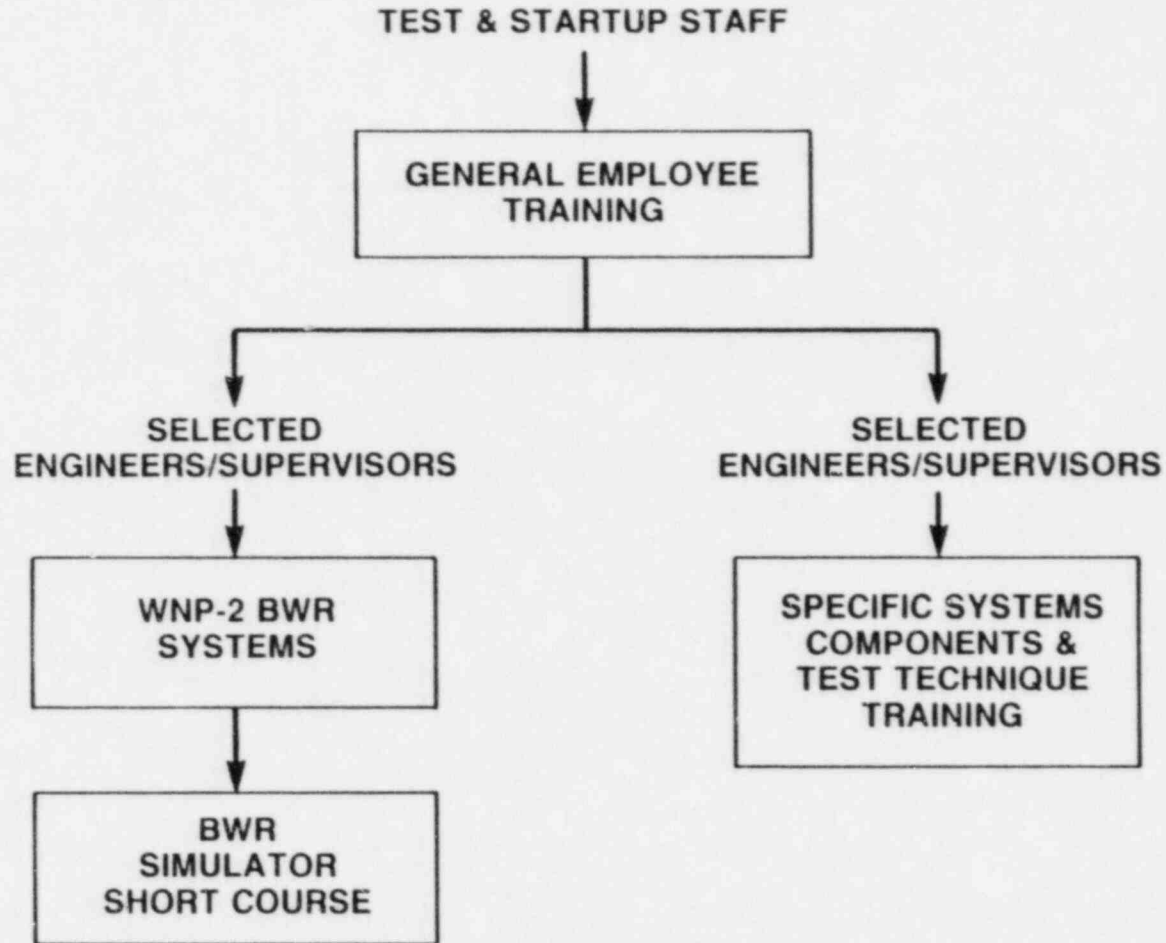 TEST & STARTUP STAFF
GENERAL EMPLOYEE
TRAINING
SELECTED
ENGINEERS/SUPERVISORS
SELECTED
ENGINEERS/SUPERVISORS
WNP-2 BWR
SYSTEMS
SPECIFIC SYSTEMS
COMPONENTS &
TEST TECHNIQUE
TRAINING
BWR
SIMULATOR
SHORT COURSE